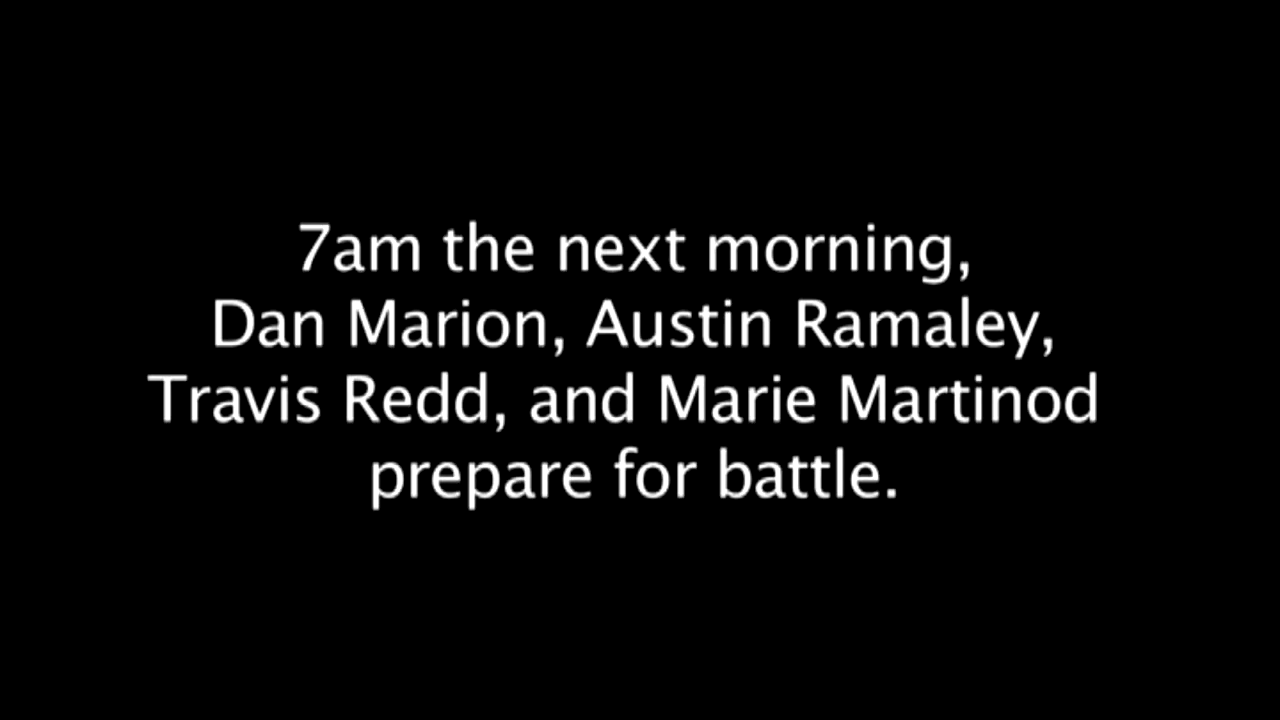 7am the next morning,
Dan Marion, Austin Ramaley,
Travis Redd, and Marie Martinod
prepare for battle.